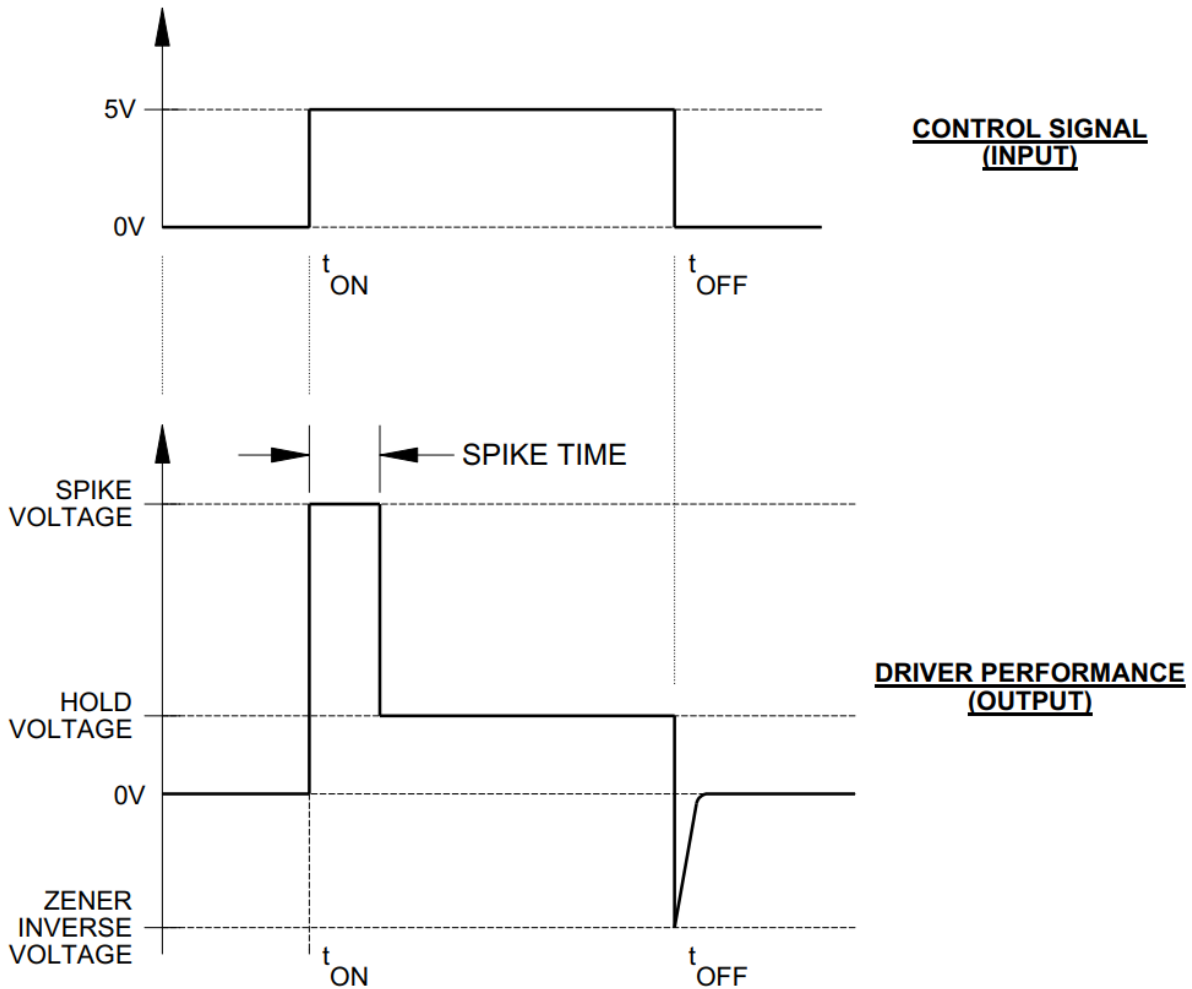 5V
CONTROL SIGNAL
(INPUT)
0V
t
ON
t
OFF
SPIKE TIME
SPIKE
VOLTAGE
DRIVER PERFORMANCE
(OUTPUT)
HOLD
VOLTAGE
0V
ZENER
INVERSE
VOLTAGE
t
ON
t
OFF